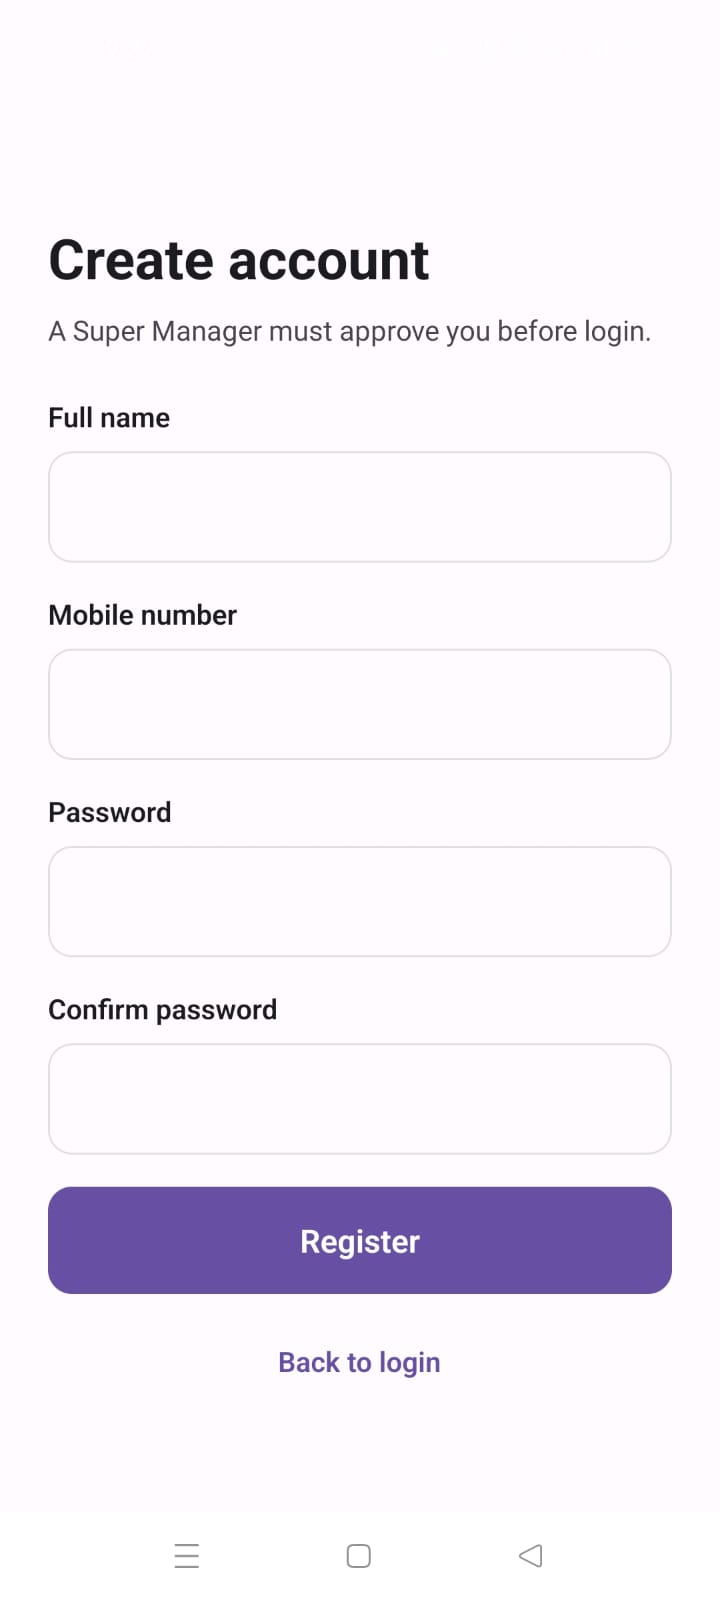 Create account
A Super Manager must approve you before login.
Full name
Mobile number
Password
Confirm password
Register
Back to login